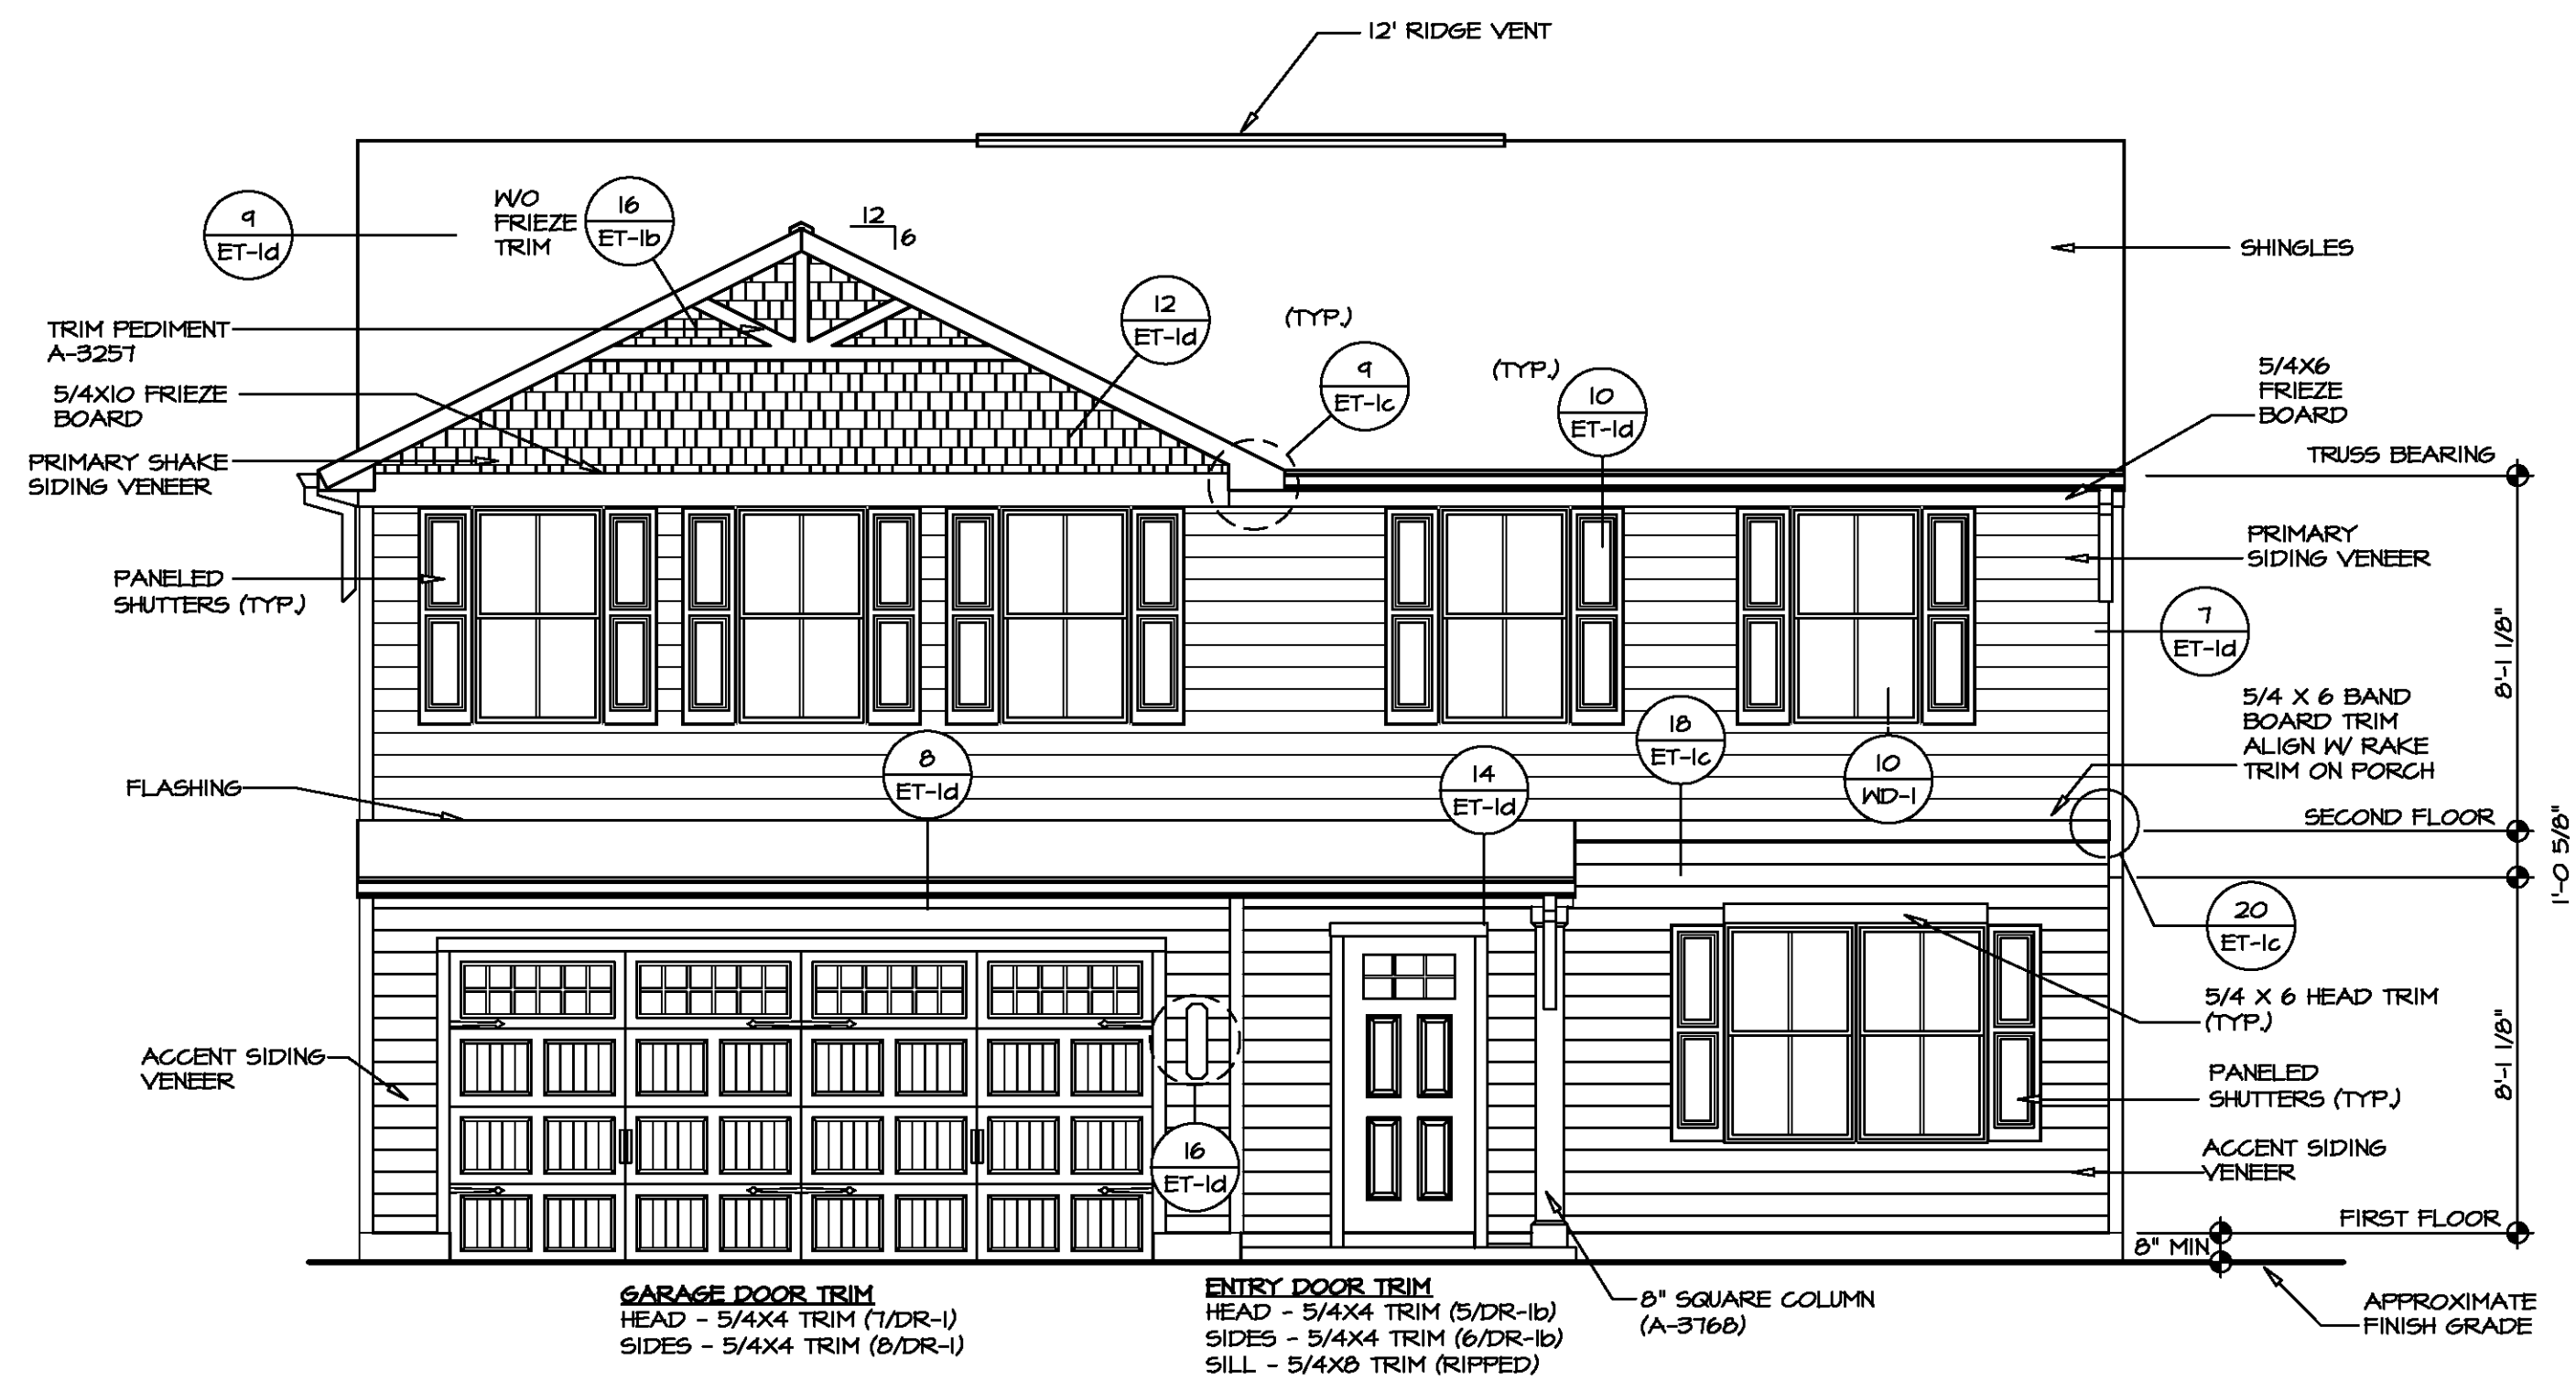 12' RIDGE VENT
9
ET-1d
W/O
FRIEZE
TRIM
16
ET-1b
12
6
SHINGLES
TRIM PEDIMENT
A-3257
12
ET-1d
(TYP.)
9
ET-1c
(TYP.)
10
ET-1d
5/4X6
FRIEZE
BOARD
5/4X10 FRIEZE
BOARD
TRUSS BEARING
PRIMARY SHAKE
SIDING VENEER
PRIMARY
SIDING VENEER
PANELED
SHUTTERS (TYP.)
7
ET-1d
8'-1 1/8"
5/4 X 6 BAND
BOARD TRIM
ALIGN W/ RAKE
TRIM ON PORCH
18
ET-1c
8
ET-1d
14
ET-1d
10
WD-1
FLASHING
SECOND FLOOR
1'-0 5/8"
20
ET-1c
5/4 X 6 HEAD TRIM
(TYP.)
ACCENT SIDING
VENEER
8'-1 1/8"
PANELED
SHUTTERS (TYP.)
16
ET-1d
ACCENT SIDING
VENEER
FIRST FLOOR
8" MIN
GARAGE DOOR TRIM
HEAD - 5/4X4 TRIM (7/DR-1)
SIDES - 5/4X4 TRIM (8/DR-1)
ENTRY DOOR TRIM
HEAD - 5/4X4 TRIM (5/DR-1b)
SIDES - 5/4X4 TRIM (6/DR-1b)
SILL - 5/4X8 TRIM (RIPPED)
8" SQUARE COLUMN
(A-3768)
APPROXIMATE
FINISH GRADE